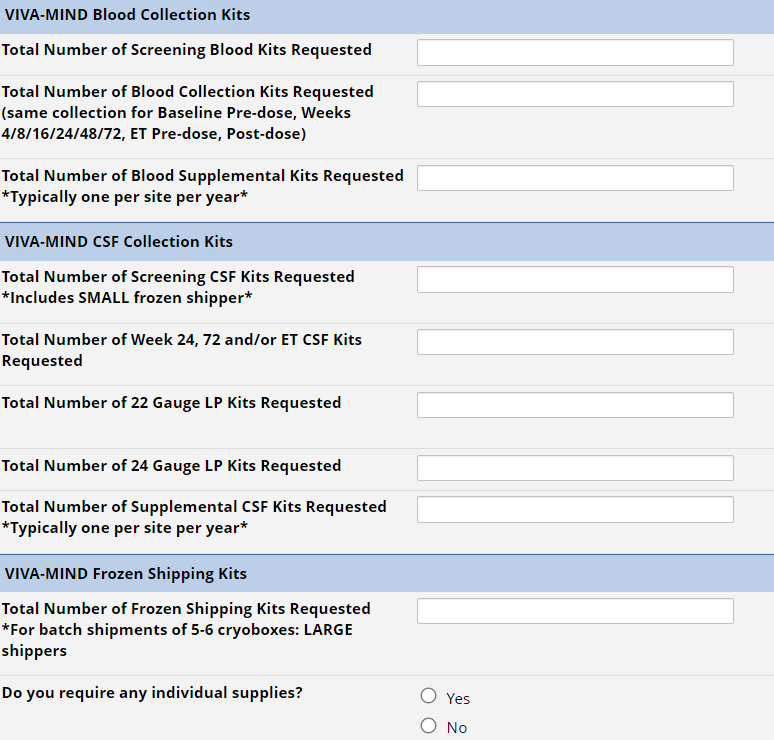 VIVA-MIND Blood Collection Kits
Total Number of Screening Blood Kits Requested
Total Number of Blood Collection Kits Requested
(same collection for Baseline Pre-dose, Weeks
4/8/16/24/48/72, ET Pre-dose, Post-dose)
Total Number of Blood Supplemental Kits Requested
*Typically one per site per year*
VIVA-MIND CSF Collection Kits
Total Number of Screening CSF Kits Requested
*Includes SMALL frozen shipper*
Total Number of Week 24, 72 and/or ET CSF Kits
Requested
Total Number of 22 Gauge LP Kits Requested
Total Number of 24 Gauge LP Kits Requested
Total Number of Supplemental CSF Kits Requested
*Typically one per site per year*
VIVA-MIND Frozen Shipping Kits
Total Number of Frozen Shipping Kits Requested
*For batch shipments of 5-6 cryoboxes: LARGE
shippers
Do you require any individual supplies?
Yes
No